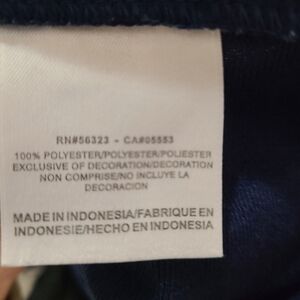 RN#56323 - CA#05553
100% POLYESTER/POLYESTER/POLIESTER
EXCLUSIVE OF DECORATION/DECORATION
NON COMPRISE/NO INCLUYE LA
DECORACION
MADE IN INDONESIA/FABRIQUE EN
INDONESIE/HECHO EN INDONESIA